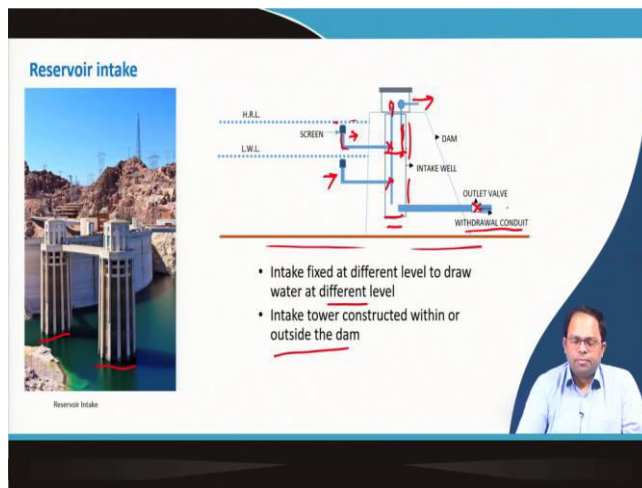 Reservoir intake
H.R.L.
SCREEN
L.W.L.
DAM
INTAKE WELL
OUTLET VALVE
WITHDRAWAL CONDUIT
• Intake fixed at different level to draw
water at different level
• Intake tower constructed within or
outside the dam
Reservoir Intake